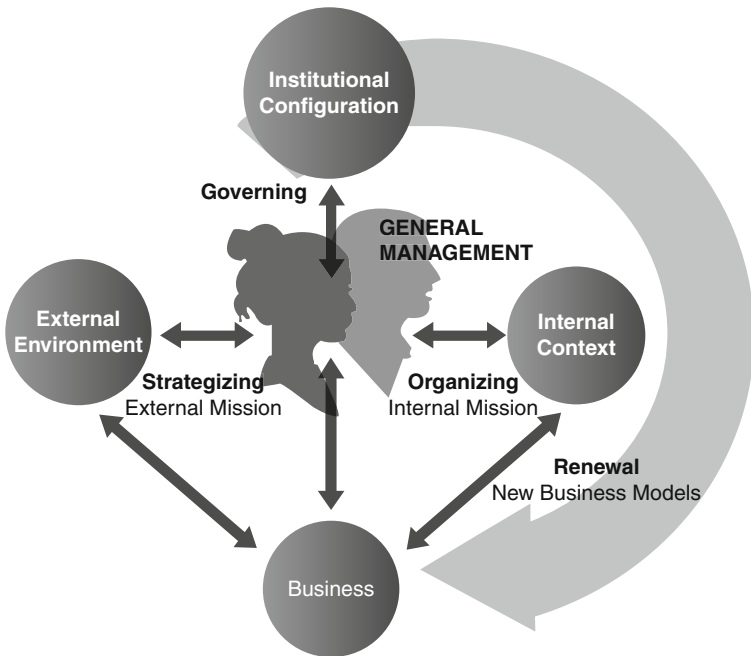 Institutional
Configuration
Governing
GENERAL
MANAGEMENT
External
Environment
Internal
Context
Strategizing
External Mission
Organizing
Internal Mission
Renewal
New Business Models
Business